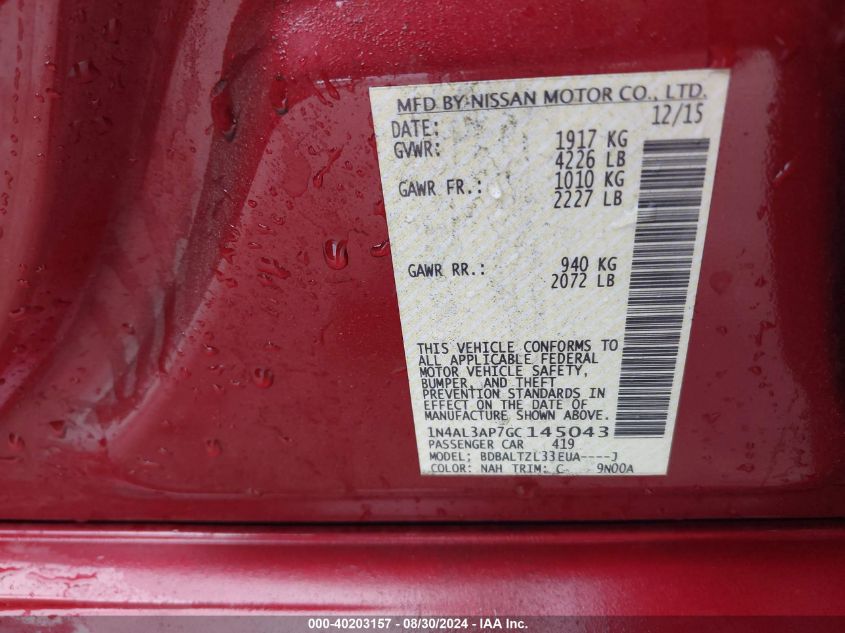 MFD BY NISSAN MOTOR CO., LTD.
DATE: 12/15
GVWR: 1917 KG
4226 LB
GAWR FR.: 1010 KG
2227 LB
GAWR RR.: 940 KG
2072 LB
THIS VEHICLE CONFORMS TO
ALL APPLICABLE FEDERAL
MOTOR VEHICLE SAFETY,
BUMPER, AND THEFT
PREVENTION STANDARDS IN
EFFECT ON THE DATE OF
MANUFACTURE SHOWN ABOVE.
1N4AL3AP7GC145043
PASSENGER CAR 419
MODEL: BDBALTZL33EUA----J
COLOR: NAH TRIM: C- 9N00A
000-40203157 - 08/30/2024 - IAAI.com